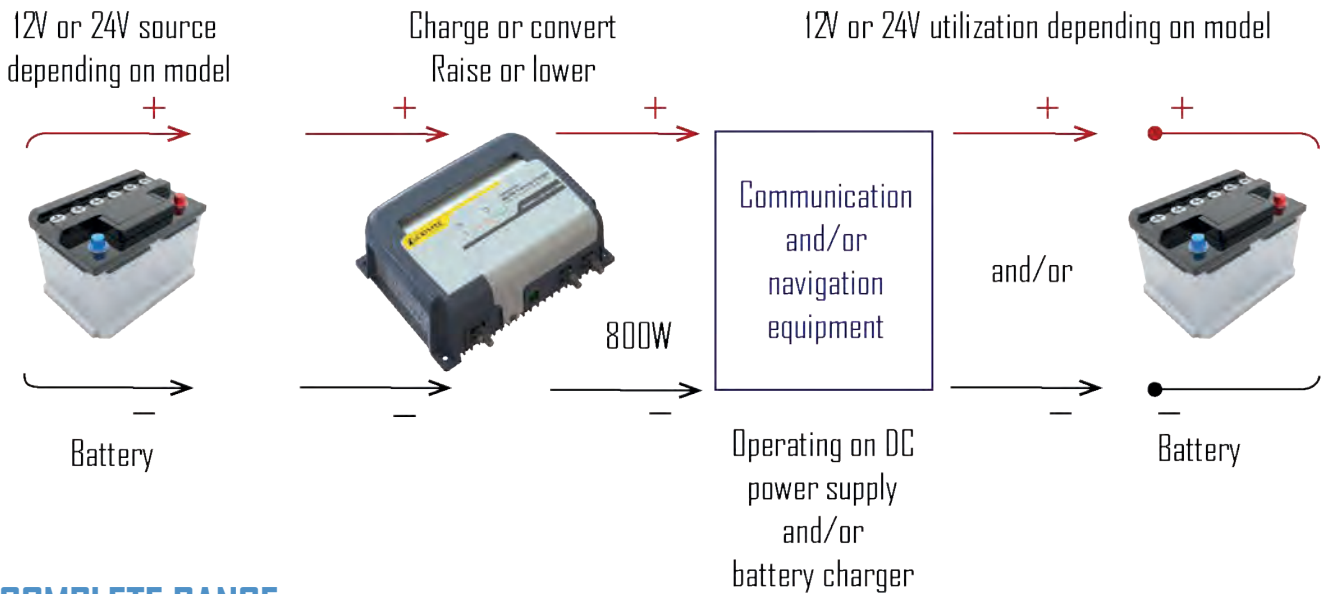 12V or 24V source
depending on model
Charge or convert
Raise or lower
12V or 24V utilization depending on model
+
+
+
+
+
Communication
and/or
navigation
equipment
and/or
800W
–
–
–
–
–
Battery
Operating on DC
power supply
and/or
battery charger
Battery
COMPLETE RANGE